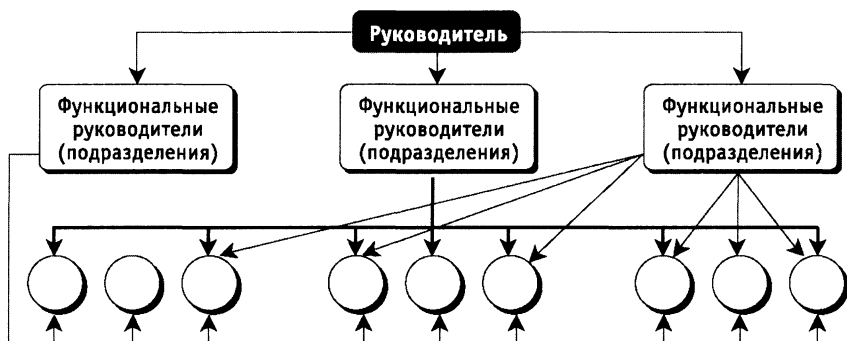 Руководитель
Функциональные
руководители
(подразделения)
Функциональные
руководители
(подразделения)
Функциональные
руководители
(подразделения)